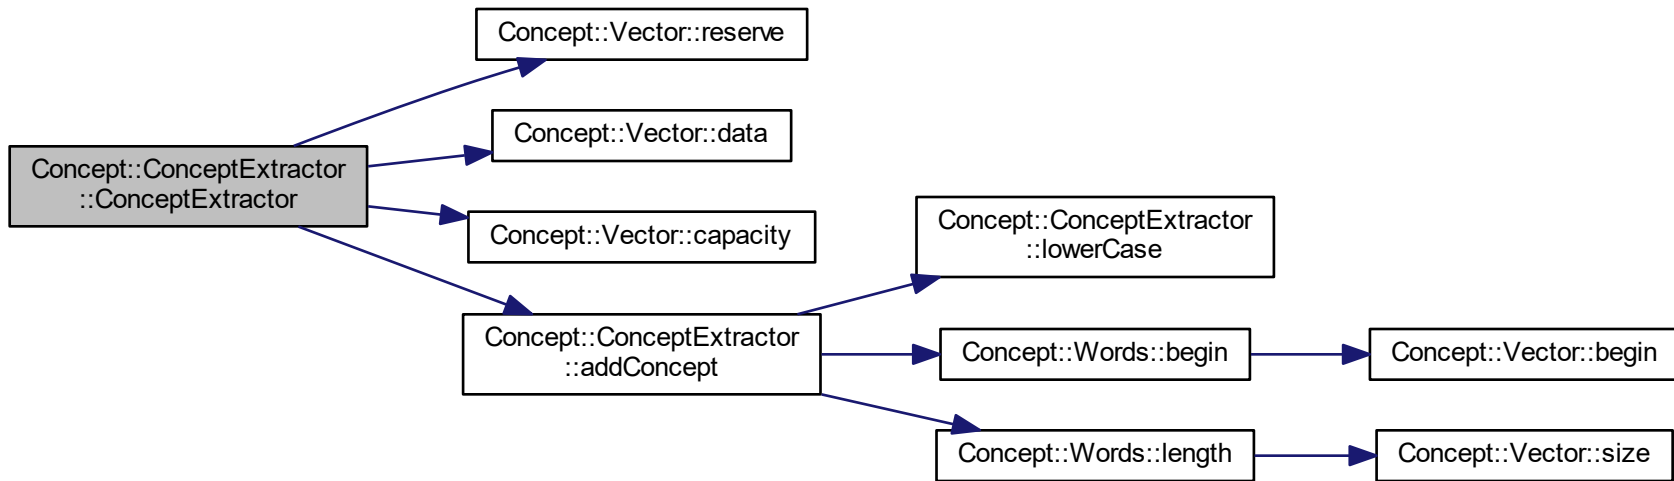 Concept::Vector::reserve
Concept::Vector::data
Concept::ConceptExtractor
::ConceptExtractor
Concept::Vector::capacity
Concept::ConceptExtractor
::lowerCase
Concept::ConceptExtractor
::addConcept
Concept::Words::begin
Concept::Vector::begin
Concept::Words::length
Concept::Vector::size